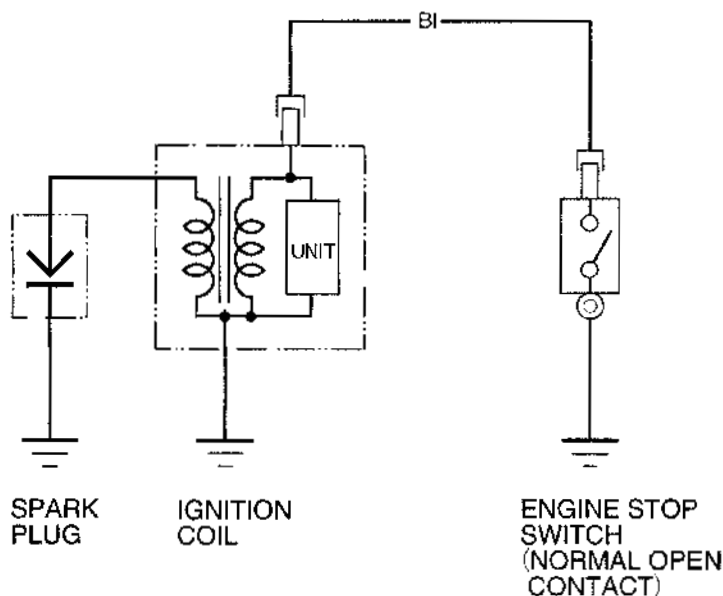 Bl
UNIT
SPARK
PLUG
IGNITION
COIL
ENGINE STOP
SWITCH
(NORMAL OPEN
CONTACT)